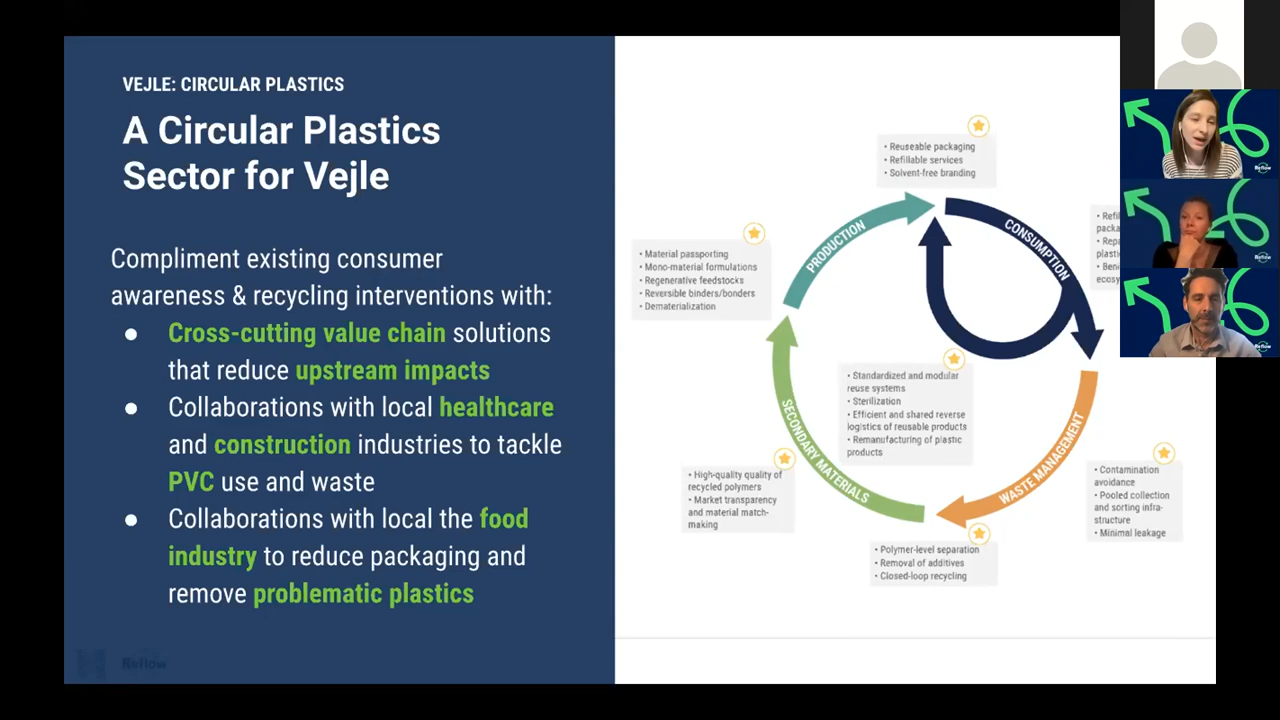 VEJLE: CIRCULAR PLASTICS
A Circular Plastics
Sector for Vejle
Compliment existing consumer
awareness & recycling interventions with:
● Cross-cutting value chain solutions
that reduce upstream impacts
● Collaborations with local healthcare
and construction industries to tackle
PVC use and waste
● Collaborations with local the food
industry to reduce packaging and
remove problematic plastics
Reflow
• Reuseable packaging
• Refillable services
• Solvent-free branding
PRODUCTION
CONSUMPTION
• Material passporting
• Mono-material formulations
• Regenerative feedstocks
• Reversible binders/bonders
• Dematerialization
• Standardized and modular
reuse systems
• Sterilization
• Efficient and shared reverse
logistics of reusable products
• Remanufacturing of plastic
products
SECONDARY MATERIALS
WASTE MANAGEMENT
• High-quality quality of
recycled polymers
• Market transparency
and material match-
making
• Contamination
avoidance
• Pooled collection
and sorting infra-
structure
• Minimal leakage
• Polymer-level separation
• Removal of additives
• Closed-loop recycling
Reflow
Reflow
Reflow